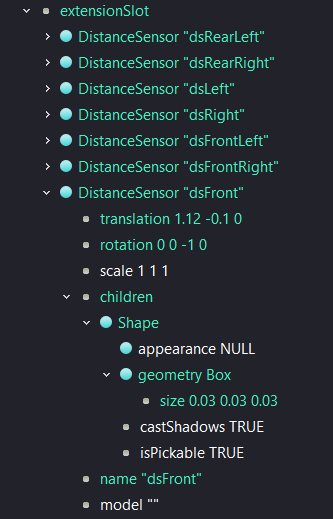 extensionSlot
DistanceSensor "dsRearLeft"
DistanceSensor "dsRearRight"
DistanceSensor "dsLeft"
DistanceSensor "dsRight"
DistanceSensor "dsFrontLeft"
DistanceSensor "dsFrontRight"
DistanceSensor "dsFront"
translation 1.12 -0.1 0
rotation 0 0 -1 0
scale 1 1 1
children
Shape
appearance NULL
geometry Box
size 0.03 0.03 0.03
castShadows TRUE
isPickable TRUE
name "dsFront"
model ""